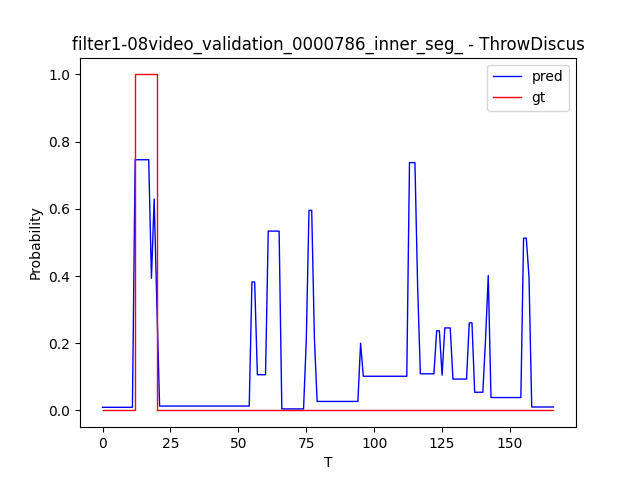 filter1-08video_validation_0000786_inner_seg_ - ThrowDiscus
pred
gt
Probability
1.0
0.8
0.6
0.4
0.2
0.0
0 25 50 75 100 125 150
T